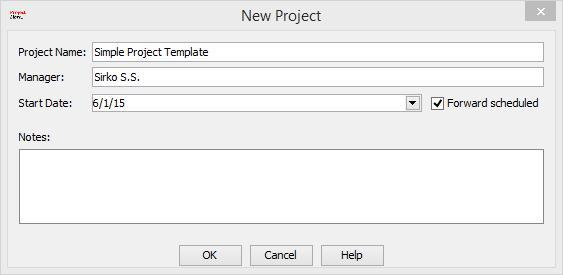 New Project
Project Name: Simple Project Template
Manager: Sirko S.S.
Start Date: 6/1/15 Forward scheduled
Notes:
OK Cancel Help